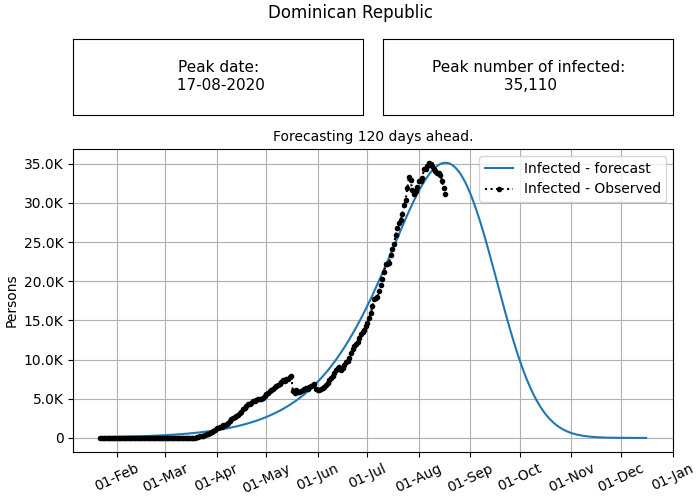 Dominican Republic
Peak date:
17-08-2020
Peak number of infected:
35,110
Forecasting 120 days ahead.
Infected - forecast
Infected - Observed
Persons
35.0K
30.0K
25.0K
20.0K
15.0K
10.0K
5.0K
0
01-Feb
01-Mar
01-Apr
01-May
01-Jun
01-Jul
01-Aug
01-Sep
01-Oct
01-Nov
01-Dec
01-Jan